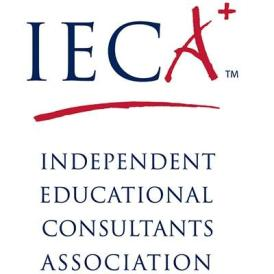 IECA+™
INDEPENDENT
EDUCATIONAL
CONSULTANTS
ASSOCIATION